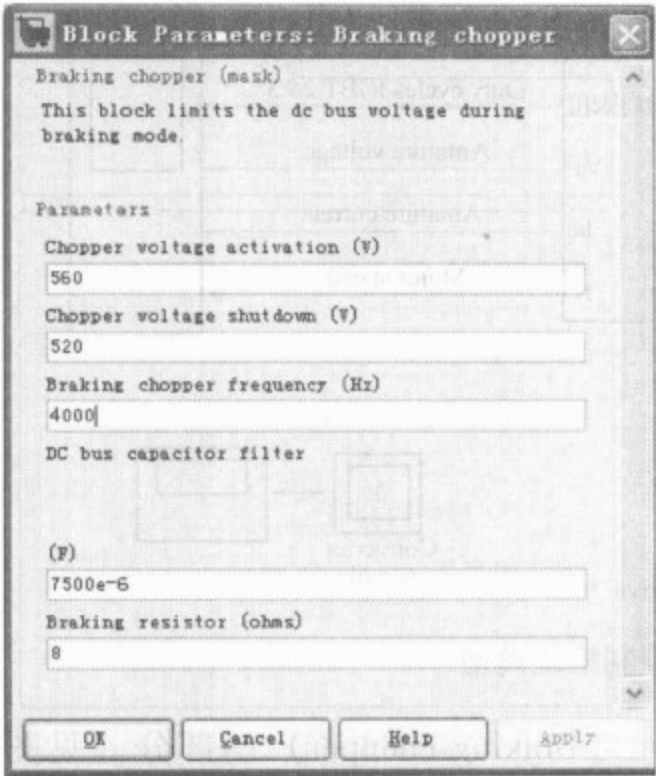 Block Parameters: Braking chopper
Braking chopper (mask)
This block limits the dc bus voltage during
braking mode.
Parameters
Chopper voltage activation (V)
560
Chopper voltage shutdown (V)
520
Braking chopper frequency (Hz)
4000
DC bus capacitor filter
(F)
7500e-6
Braking resistor (ohms)
8
OK
Cancel
Help
Apply